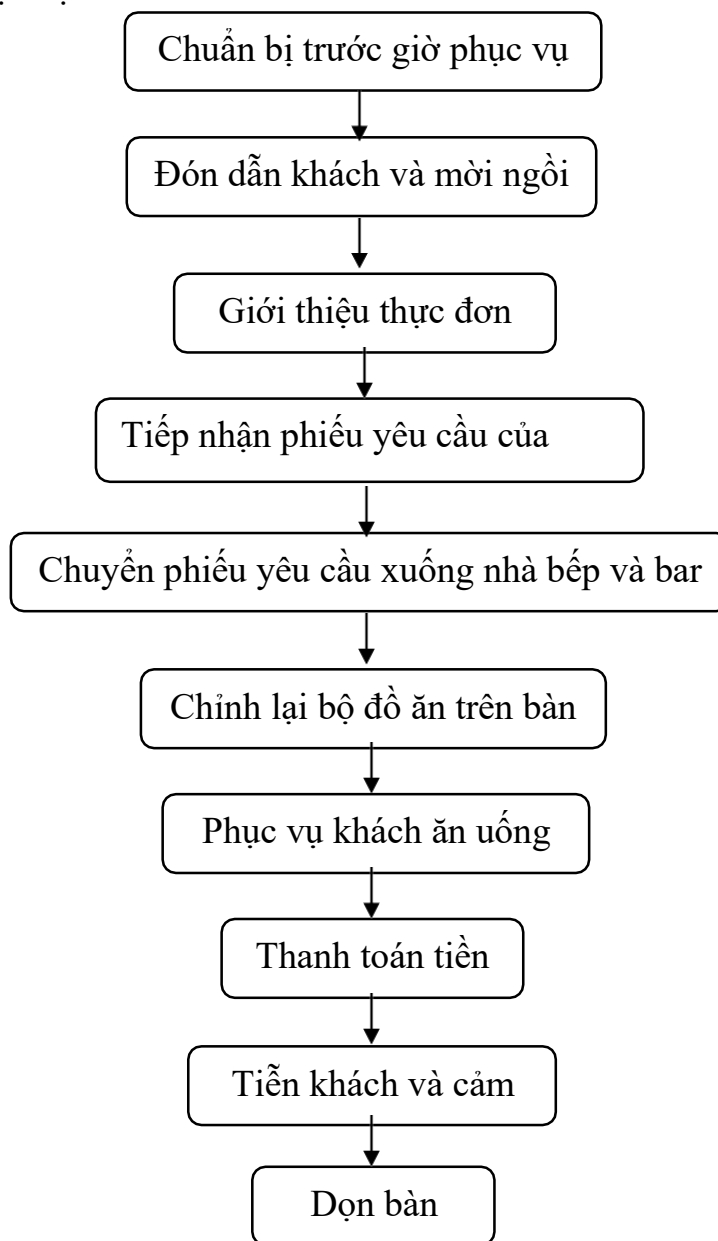 Chuẩn bị trước giờ phục vụ
Đón dẫn khách và mời ngồi
Giới thiệu thực đơn
Tiếp nhận phiếu yêu cầu của
Chuyển phiếu yêu cầu xuống nhà bếp và bar
Chỉnh lại bộ đồ ăn trên bàn
Phục vụ khách ăn uống
Thanh toán tiền
Tiễn khách và cảm
Dọn bàn